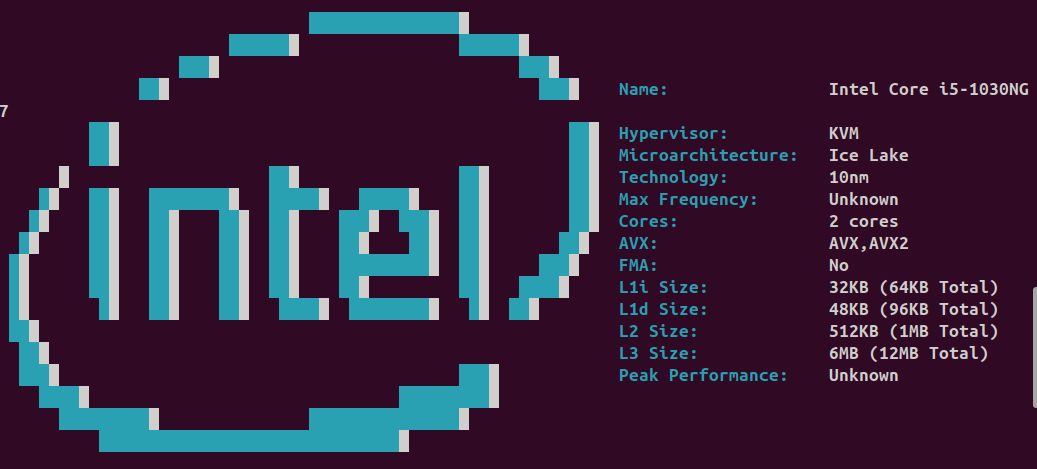 Name: Intel Core i5-1030NG
7
Hypervisor: KVM
Microarchitecture: Ice Lake
Technology: 10nm
Max Frequency: Unknown
Cores: 2 cores
AVX: AVX,AVX2
FMA: No
L1i Size: 32KB (64KB Total)
L1d Size: 48KB (96KB Total)
L2 Size: 512KB (1MB Total)
L3 Size: 6MB (12MB Total)
Peak Performance: Unknown
intel